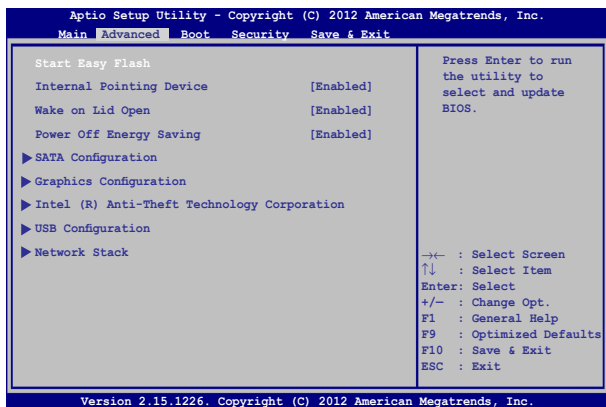 Aptio Setup Utility - Copyright (C) 2012 American Megatrends, Inc.
Main Advanced Boot Security Save & Exit
Start Easy Flash
Internal Pointing Device [Enabled]
Wake on Lid Open [Enabled]
Power Off Energy Saving [Enabled]
SATA Configuration
Graphics Configuration
Intel (R) Anti-Theft Technology Corporation
USB Configuration
Network Stack
Press Enter to run
the utility to
select and update
BIOS.
→← : Select Screen
↑↓ : Select Item
Enter: Select
+/— : Change Opt.
F1 : General Help
F9 : Optimized Defaults
F10 : Save & Exit
ESC : Exit
Version 2.15.1226. Copyright (C) 2012 American Megatrends, Inc.